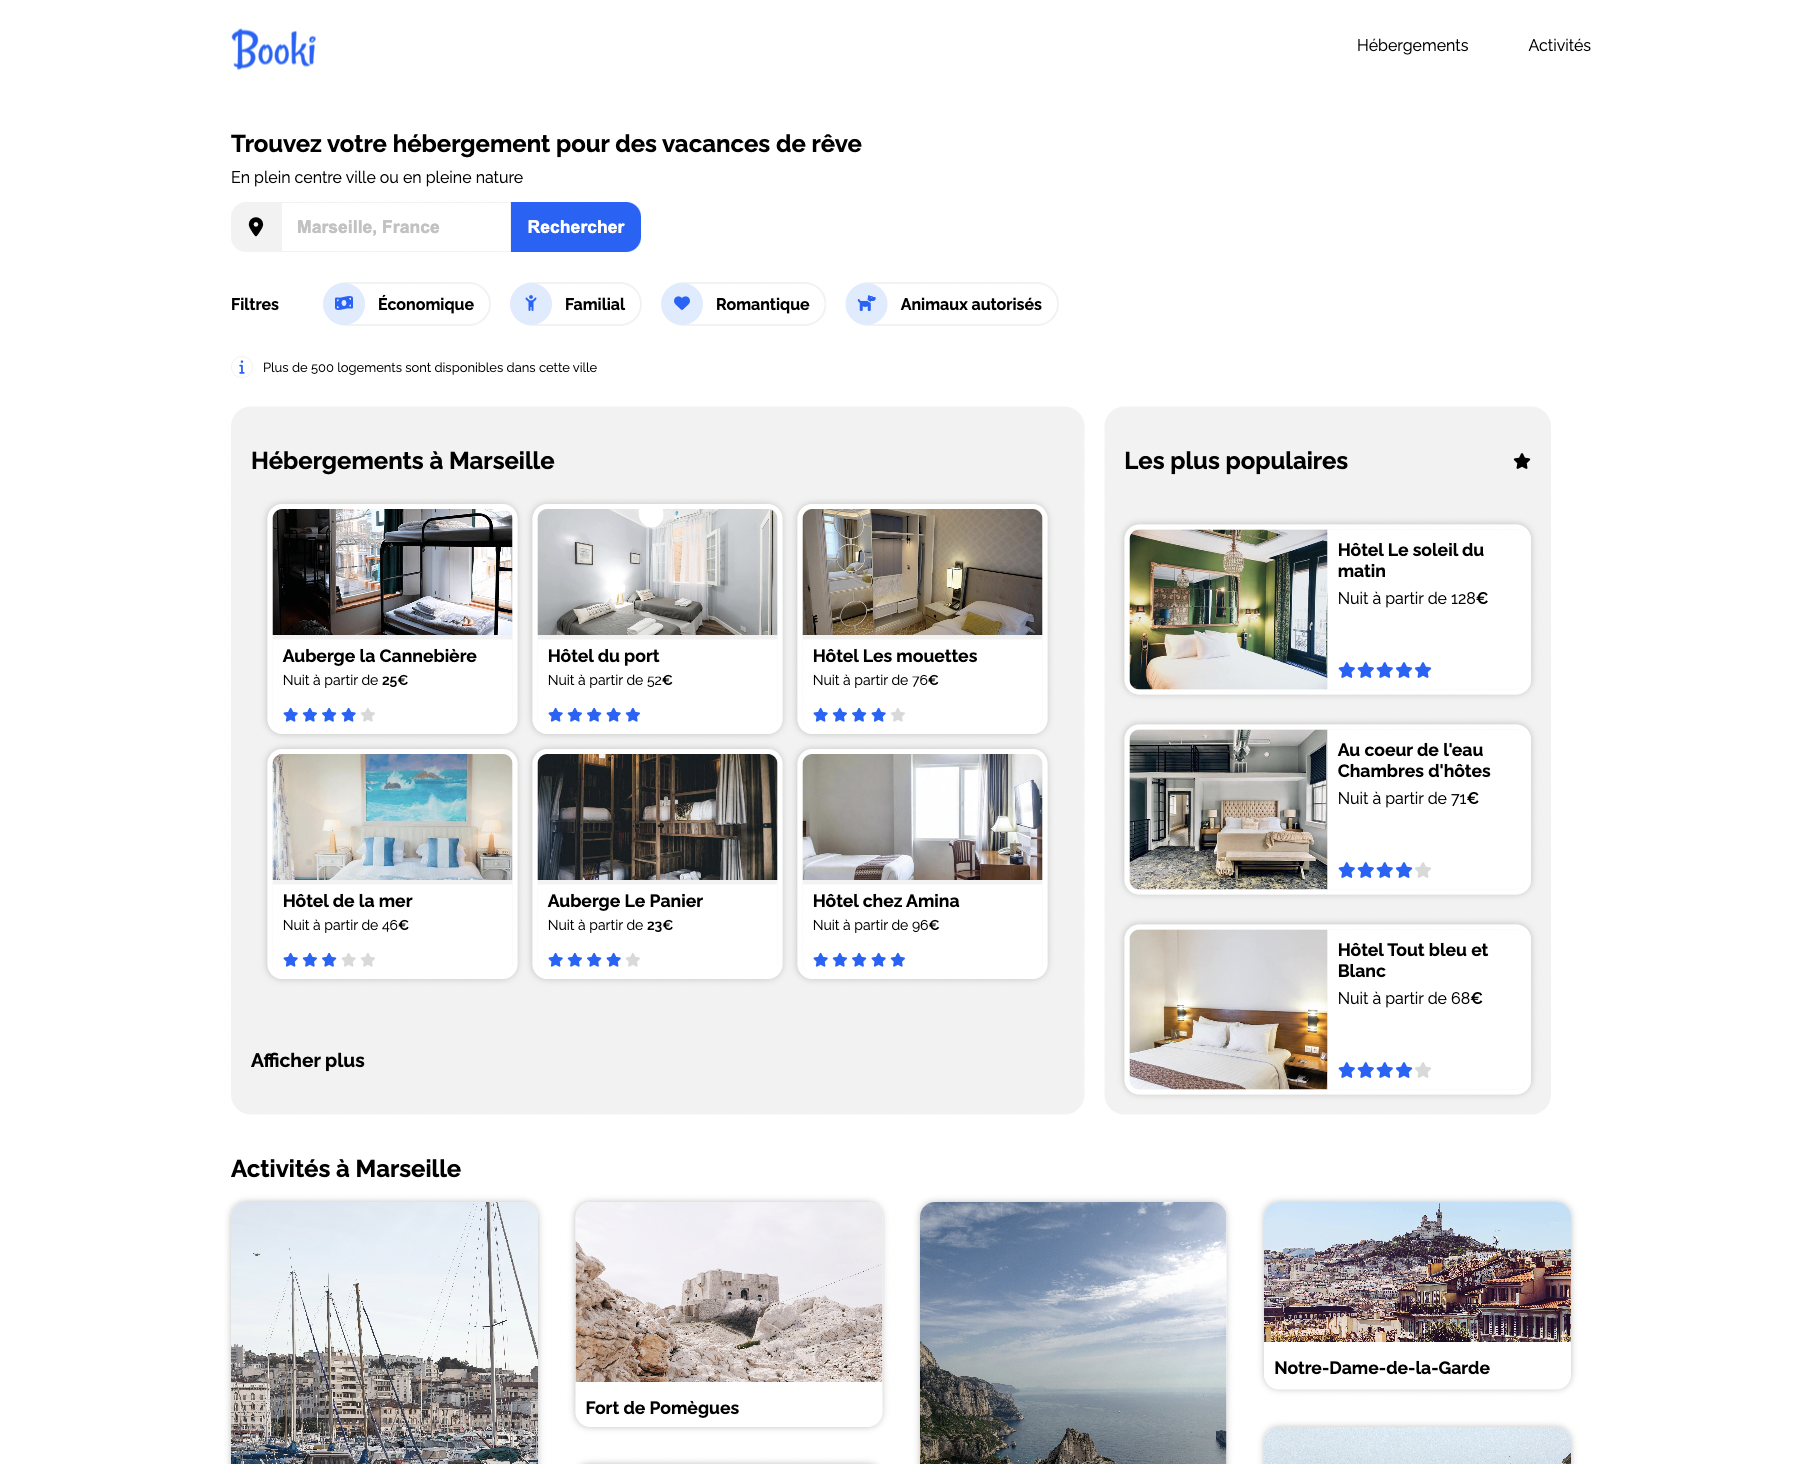 Booki
Hébergements
Activités
Trouvez votre hébergement pour des vacances de rêve
En plein centre ville ou en pleine nature
Marseille, France
Rechercher
Filtres
Économique
Familial
Romantique
Animaux autorisés
Plus de 500 logements sont disponibles dans cette ville
Hébergements à Marseille
Auberge la Cannebière
Nuit à partir de 25€
Hôtel du port
Nuit à partir de 52€
Hôtel Les mouettes
Nuit à partir de 76€
Hôtel de la mer
Nuit à partir de 46€
Auberge Le Panier
Nuit à partir de 23€
Hôtel chez Amina
Nuit à partir de 96€
Afficher plus
Les plus populaires
Hôtel Le soleil du
matin
Nuit à partir de 128€
Au coeur de l'eau
Chambres d'hôtes
Nuit à partir de 71€
Hôtel Tout bleu et
Blanc
Nuit à partir de 68€
Activités à Marseille
Fort de Pomègues
Notre-Dame-de-la-Garde